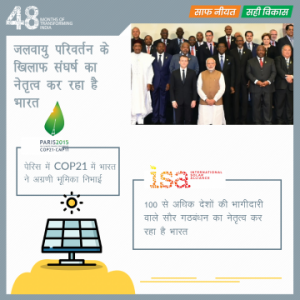 48 MONTHS OF
TRANSFORMING
INDIA
साफ नीयत सही विकास
जलवायु परिवर्तन के
खिलाफ संघर्ष का
नेतृत्व कर रहा है
भारत
PARIS2015
COP21·CMP11
पेरिस में COP21 में भारत
ने अग्रणी भूमिका निभाई
isa INTERNATIONAL
SOLAR
ALLIANCE
100 से अधिक देशों की भागीदारी
वाले सौर गठबंधन का नेतृत्व कर
रहा है भारत